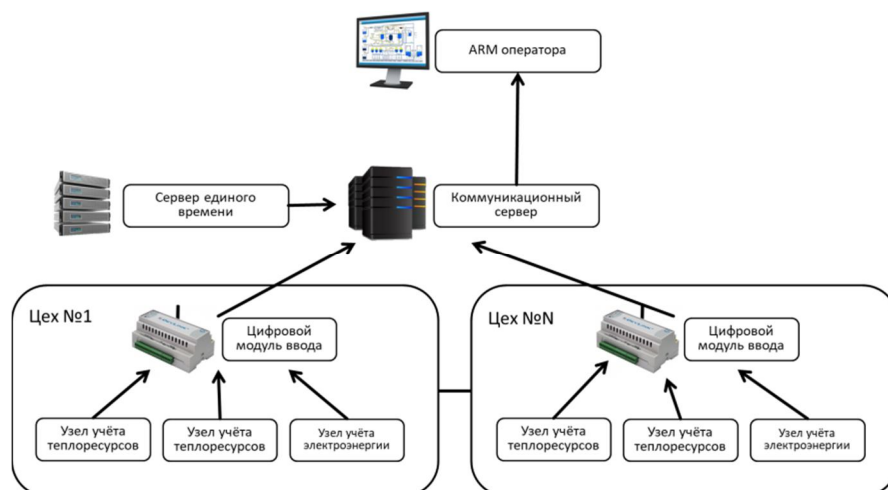 ARM оператора
Сервер единого
времени
Коммуникационный
сервер
Цех №1
Цифровой
модуль ввода
Узел учёта
теплоресурсов
Узел учёта
теплоресурсов
Узел учёта
электроэнергии
Цех №N
Цифровой
модуль ввода
Узел учёта
теплоресурсов
Узел учёта
теплоресурсов
Узел учёта
электроэнергии